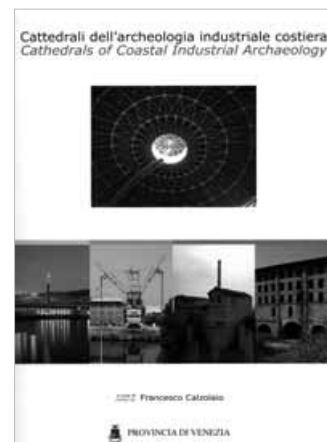 Cattedrali dell'archeologia industriale costiera
Cathedrals of Coastal Industrial Archaeology
Francesco Calzolaio
PROVINCIA DI VENEZIA